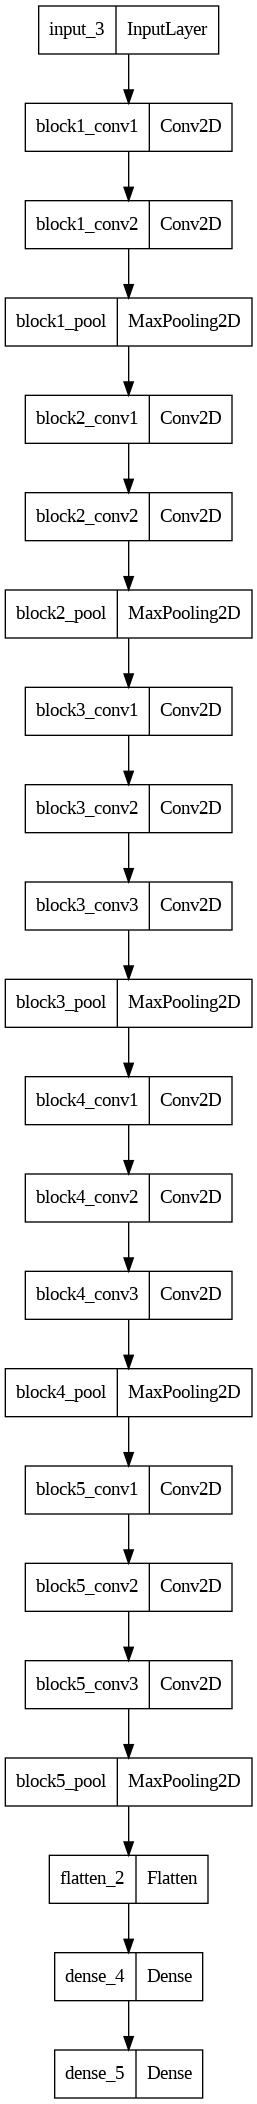 input_3 InputLayer
block1_conv1 Conv2D
block1_conv2 Conv2D
block1_pool MaxPooling2D
block2_conv1 Conv2D
block2_conv2 Conv2D
block2_pool MaxPooling2D
block3_conv1 Conv2D
block3_conv2 Conv2D
block3_conv3 Conv2D
block3_pool MaxPooling2D
block4_conv1 Conv2D
block4_conv2 Conv2D
block4_conv3 Conv2D
block4_pool MaxPooling2D
block5_conv1 Conv2D
block5_conv2 Conv2D
block5_conv3 Conv2D
block5_pool MaxPooling2D
flatten_2 Flatten
dense_4 Dense
dense_5 Dense